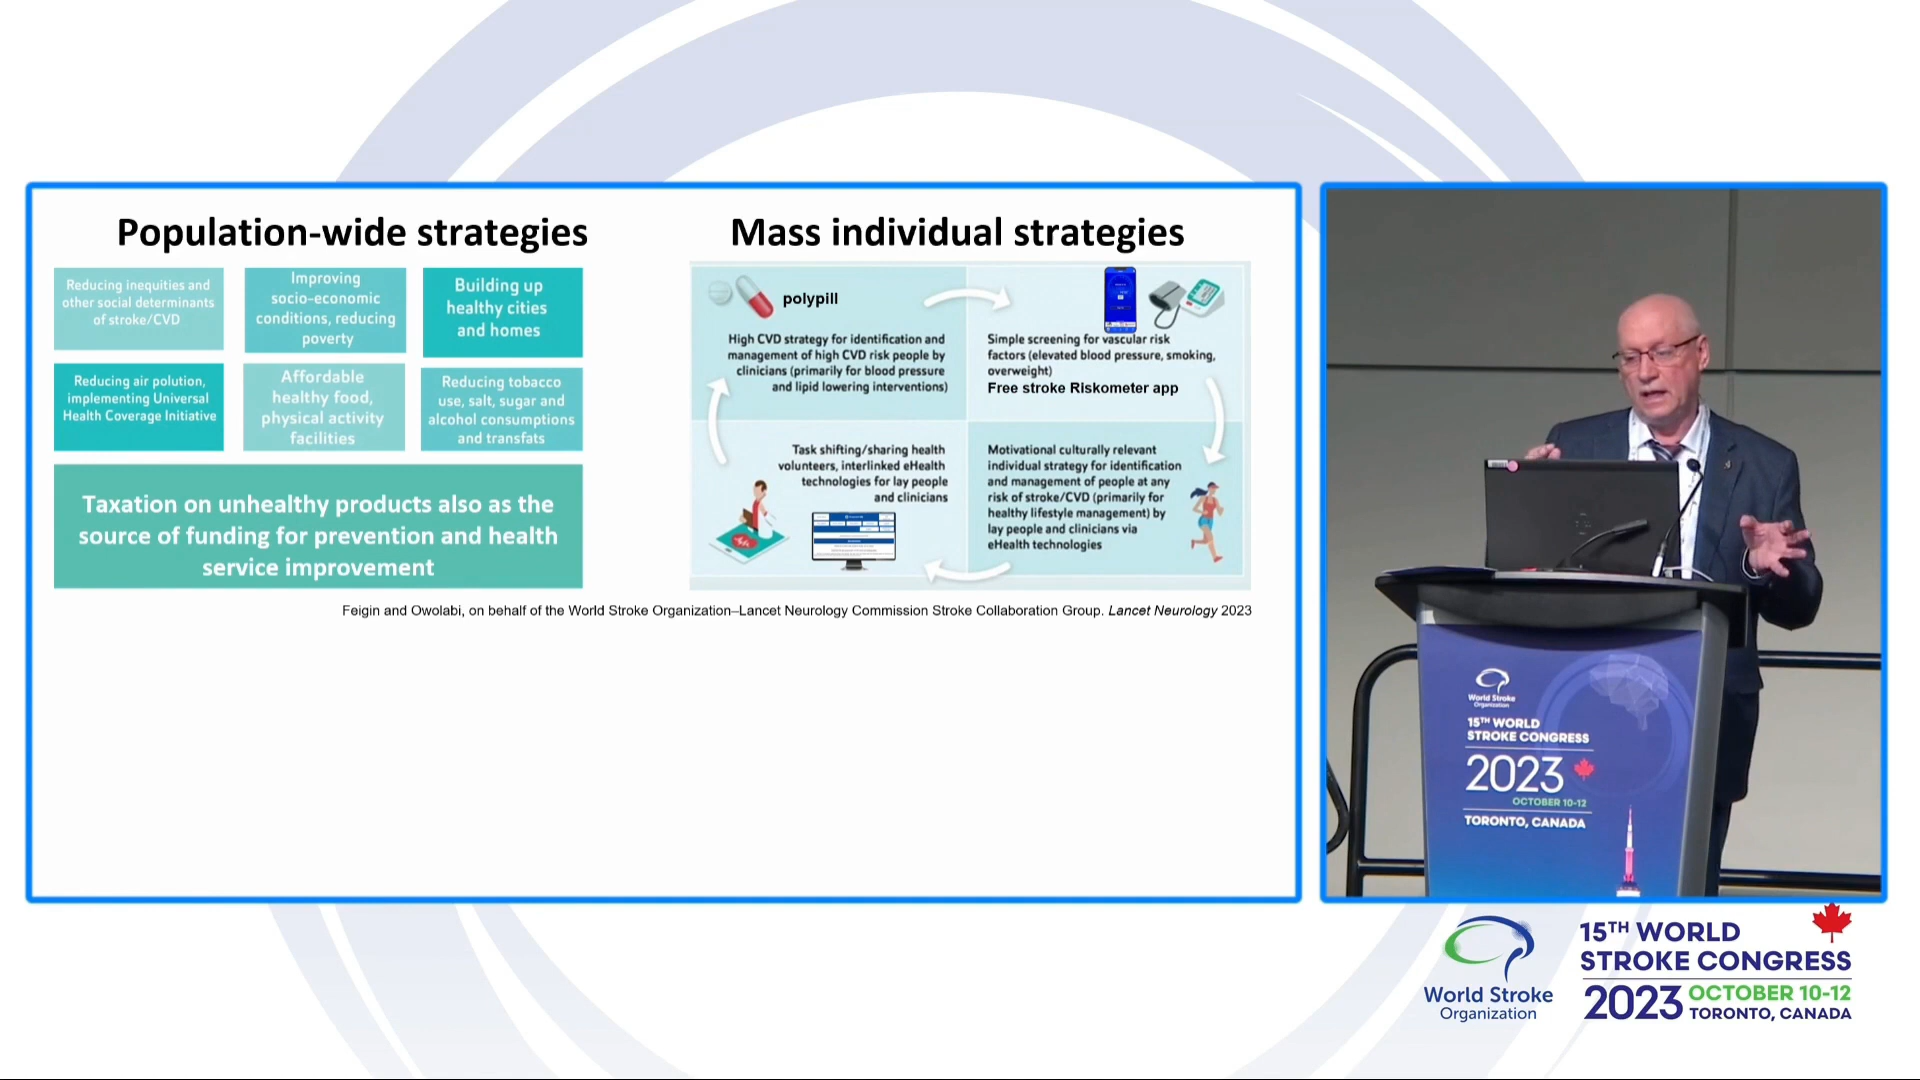 Population-wide strategies
Reducing inequities and
other social determinants
of stroke/CVD
Improving
socio-economic
conditions, reducing
poverty
Building up
healthy cities
and homes
Reducing air polution,
implementing Universal
Health Coverage Initiative
Affordable
healthy food,
physical activity
facilities
Reducing tobacco
use, salt, sugar and
alcohol consumptions
and transfats
Taxation on unhealthy products also as the
source of funding for prevention and health
service improvement
Mass individual strategies
polypill
High CVD strategy for identification and
management of high CVD risk people by
clinicians (primarily for blood pressure
and lipid lowering interventions)
Simple screening for vascular risk
factors (elevated blood pressure, smoking,
overweight)
Free stroke RIskometer app
Task shifting/sharing health
volunteers, interlinked eHealth
technologies for lay people
and clinicians
Motivational culturally relevant
individual strategy for identification
and management of people at any
risk of stroke/CVD (primarily for
healthy lifestyle management) by
lay people and clinicians via
eHealth technologies
Feigin and Owolabi, on behalf of the World Stroke Organization–Lancet Neurology Commission Stroke Collaboration Group. Lancet Neurology 2023
World Stroke
Organization
15TH WORLD
STROKE CONGRESS
2023
OCTOBER 10-12
TORONTO, CANADA
World Stroke
Organization
15TH WORLD
STROKE CONGRESS
2023 OCTOBER 10-12
TORONTO, CANADA